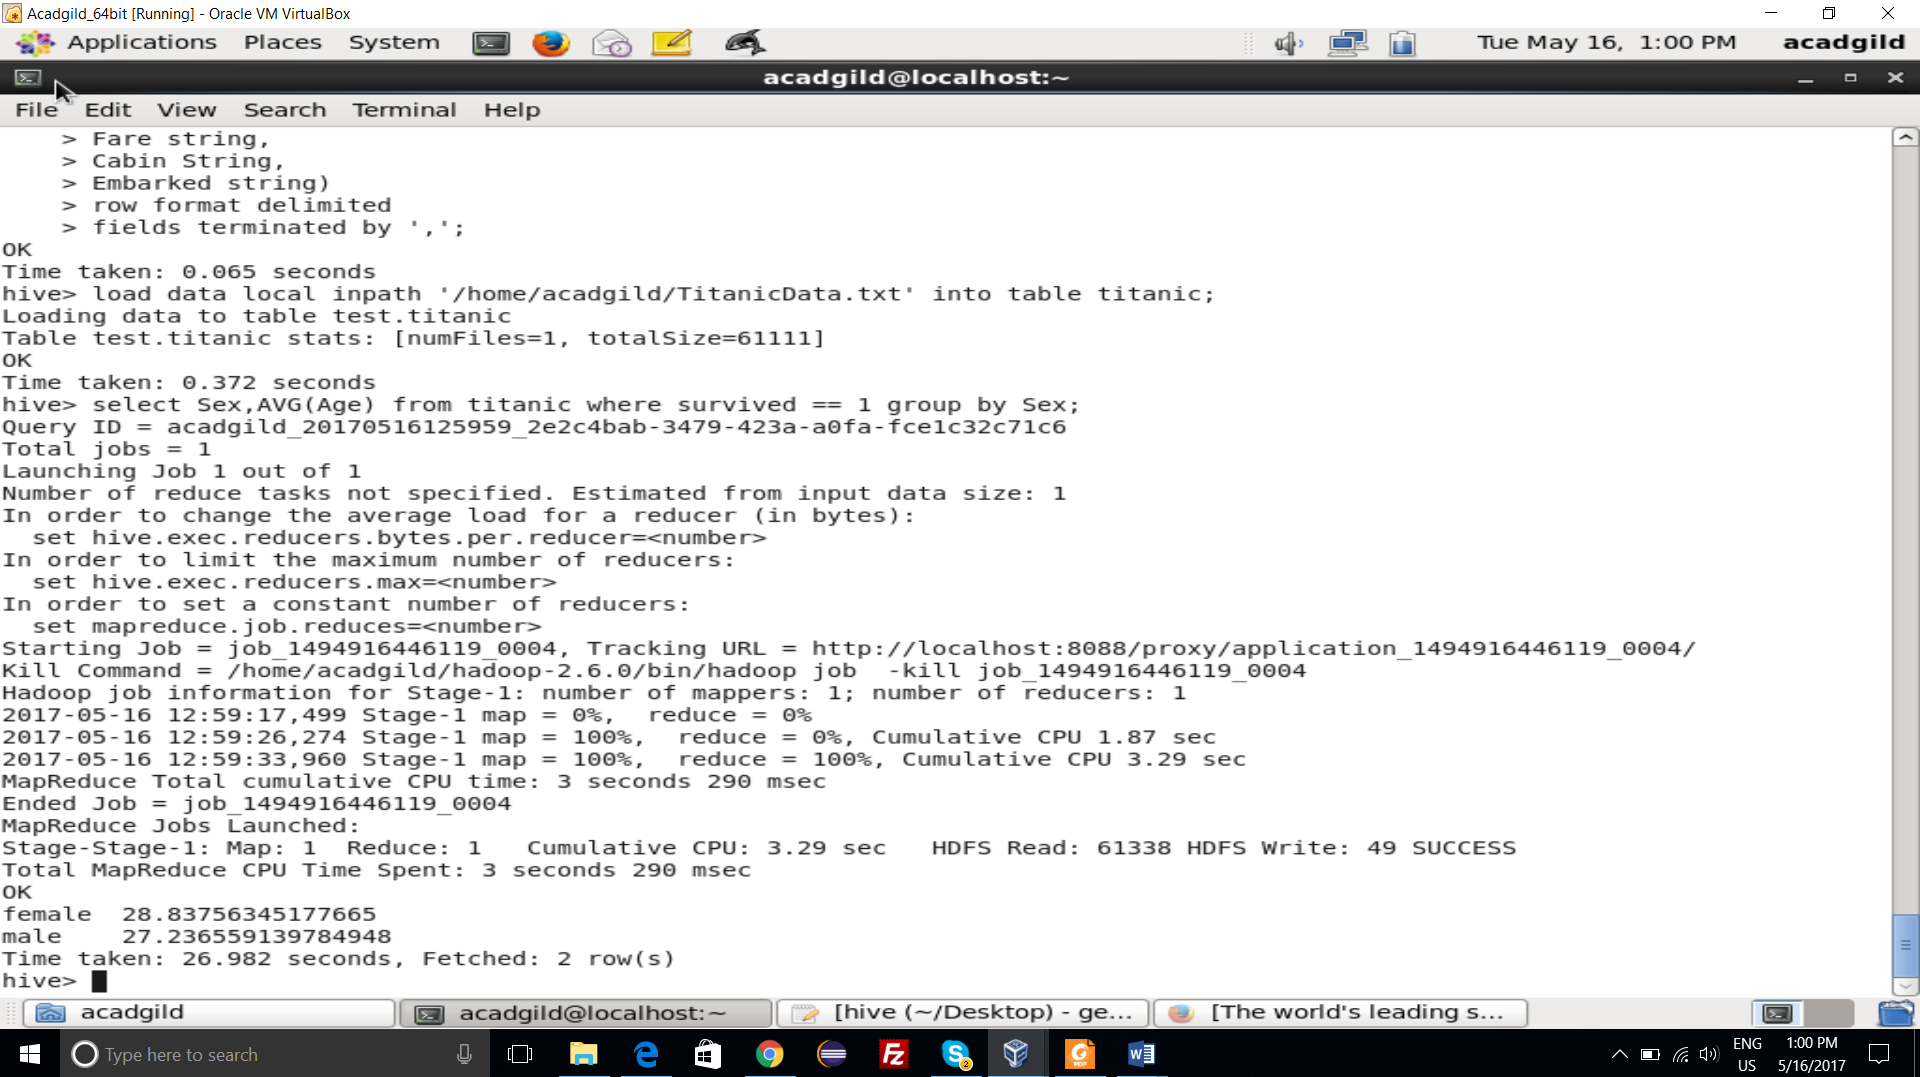 Acadgild_64bit [Running] - Oracle VM VirtualBox
Applications Places System Tue May 16, 1:00 PM acadgild
acadgild@localhost:~
File Edit View Search Terminal Help
    > Fare string,
    > Cabin String,
    > Embarked string)
    > row format delimited
    > fields terminated by ',';
OK
Time taken: 0.065 seconds
hive> load data local inpath '/home/acadgild/TitanicData.txt' into table titanic;
Loading data to table test.titanic
Table test.titanic stats: [numFiles=1, totalSize=61111]
OK
Time taken: 0.372 seconds
hive> select Sex,AVG(Age) from titanic where survived == 1 group by Sex;
Query ID = acadgild_20170516125959_2e2c4bab-3479-423a-a0fa-fce1c32c71c6
Total jobs = 1
Launching Job 1 out of 1
Number of reduce tasks not specified. Estimated from input data size: 1
In order to change the average load for a reducer (in bytes):
  set hive.exec.reducers.bytes.per.reducer=<number>
In order to limit the maximum number of reducers:
  set hive.exec.reducers.max=<number>
In order to set a constant number of reducers:
  set mapreduce.job.reduces=<number>
Starting Job = job_1494916446119_0004, Tracking URL = http://localhost:8088/proxy/application_1494916446119_0004/
Kill Command = /home/acadgild/hadoop-2.6.0/bin/hadoop job  -kill job_1494916446119_0004
Hadoop job information for Stage-1: number of mappers: 1; number of reducers: 1
2017-05-16 12:59:17,499 Stage-1 map = 0%,  reduce = 0%
2017-05-16 12:59:26,274 Stage-1 map = 100%,  reduce = 0%, Cumulative CPU 1.87 sec
2017-05-16 12:59:33,960 Stage-1 map = 100%,  reduce = 100%, Cumulative CPU 3.29 sec
MapReduce Total cumulative CPU time: 3 seconds 290 msec
Ended Job = job_1494916446119_0004
MapReduce Jobs Launched:
Stage-Stage-1: Map: 1  Reduce: 1   Cumulative CPU: 3.29 sec   HDFS Read: 61338 HDFS Write: 49 SUCCESS
Total MapReduce CPU Time Spent: 3 seconds 290 msec
OK
female  28.83756345177665
male    27.236559139784948
Time taken: 26.982 seconds, Fetched: 2 row(s)
hive>
acadgild acadgild@localhost:~ [hive (~/Desktop) - ge... [The world's leading s...
Type here to search ENG 1:00 PM
US 5/16/2017